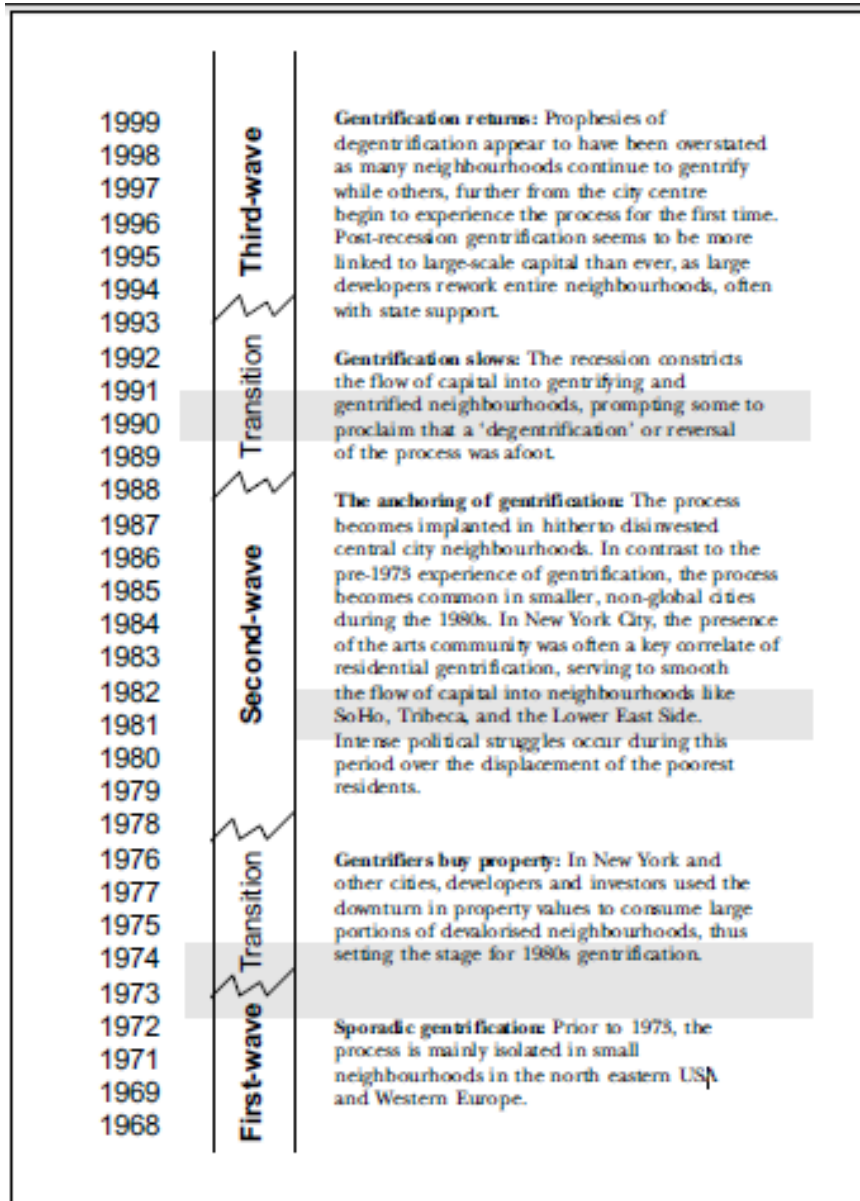 1999
1998
1997
1996
1995
1994
1993
1992
1991
1990
1989
1988
1987
1986
1985
1984
1983
1982
1981
1980
1979
1978
1976
1977
1975
1974
1973
1972
1971
1969
1968
Third-wave
Transition
Second-wave
Transition
First-wave
Gentrification returns: Prophesies of
degentrification appear to have been overstated
as many neighbourhoods continue to gentrify
while others, further from the city centre
begin to experience the process for the first time.
Post-recession gentrification seems to be more
linked to large-scale capital than ever, as large
developers rework entire neighbourhoods, often
with state support.
Gentrification slows: The recession constricts
the flow of capital into gentrifying and
gentrified neighbourhoods, prompting some to
proclaim that a ‘degentrification’ or reversal
of the process was afoot.
The anchoring of gentrification: The process
becomes implanted in hitherto disinvested
central city neighbourhoods. In contrast to the
pre-1973 experience of gentrification, the process
becomes common in smaller, non-global cities
during the 1980s. In New York City, the presence
of the arts community was often a key correlate of
residential gentrification, serving to smooth
the flow of capital into neighbourhoods like
SoHo, Tribeca, and the Lower East Side.
Intense political struggles occur during this
period over the displacement of the poorest
residents.
Gentrifiers buy property: In New York and
other cities, developers and investors used the
downturn in property values to consume large
portions of devalorised neighbourhoods, thus
setting the stage for 1980s gentrification.
Sporadic gentrification: Prior to 1973, the
process is mainly isolated in small
neighbourhoods in the north eastern USA
and Western Europe.